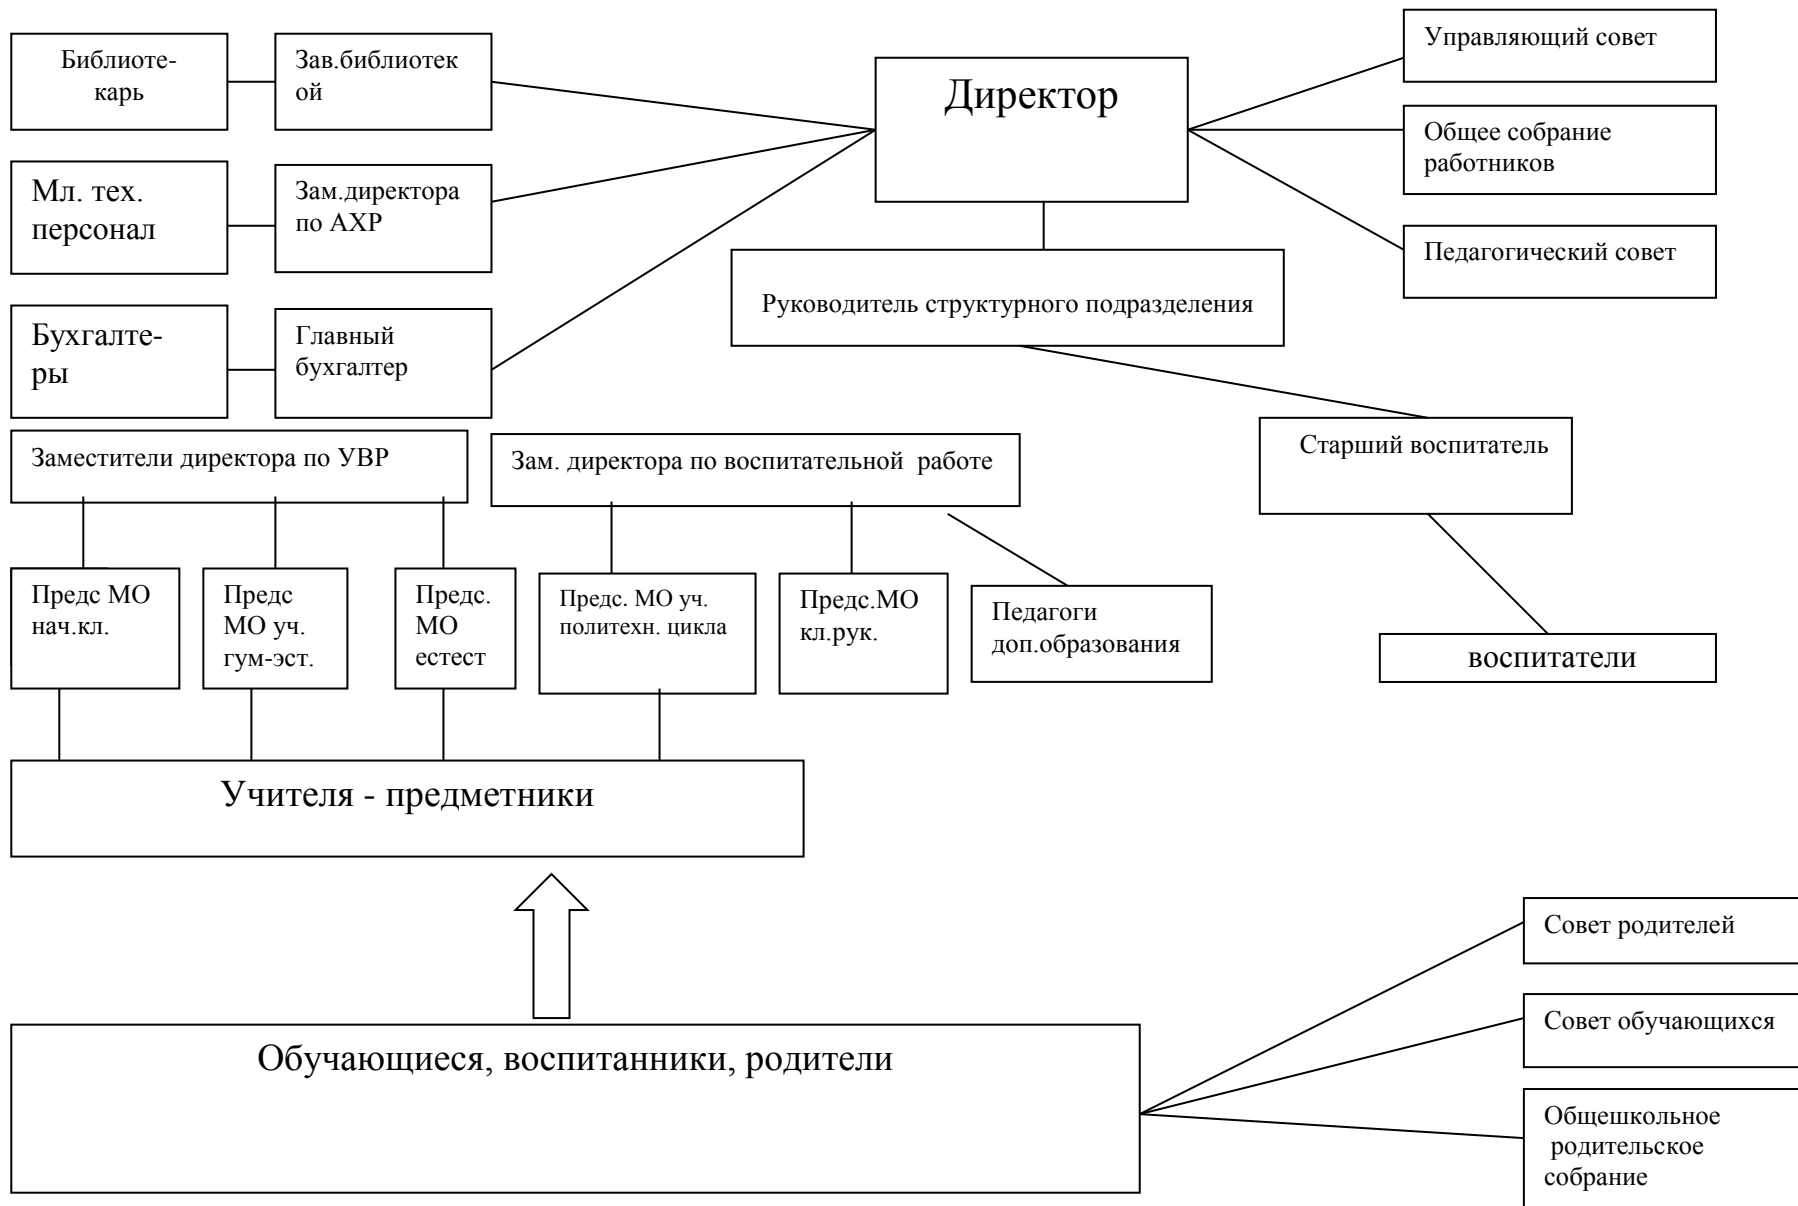 Библиоте-
карь
Зав.библиотек
ой
Директор
Управляющий совет
Общее собрание
работников
Педагогический совет
Мл. тех.
персонал
Зам.директора
по АХР
Руководитель структурного подразделения
Бухгалте-
ры
Главный
бухгалтер
Заместители директора по УВР
Зам. директора по воспитательной  работе
Старший воспитатель
Предс МО
нач.кл.
Предс
МО уч.
гум-эст.
Предс.
МО
естест
Предс. МО уч.
политехн. цикла
Предс.МО
кл.рук.
Педагоги
доп.образования
воспитатели
Учителя - предметники
Обучающиеся, воспитанники, родители
Совет родителей
Совет обучающихся
Общешкольное
родительское
собрание